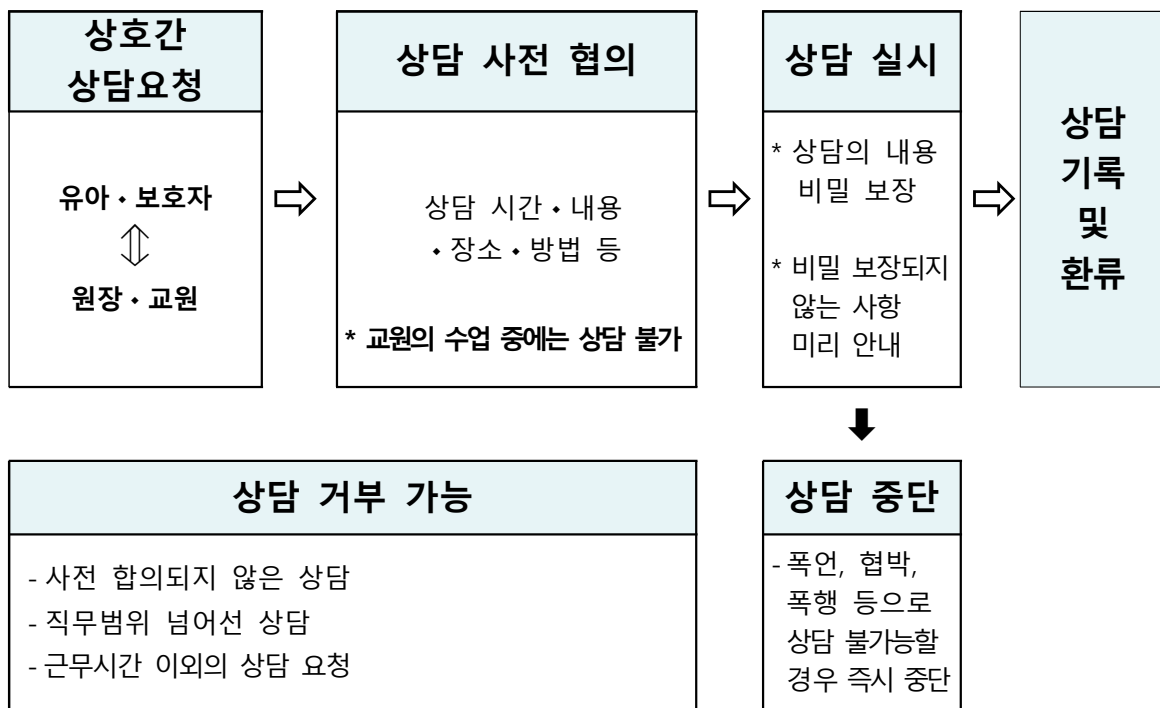 상호간
상담요청
유아・보호자
⇕
원장・교원
⇨
상담 사전 협의
상담 시간・내용
・장소・방법 등
* 교원의 수업 중에는 상담 불가
⇨
상담 실시
* 상담의 내용
비밀 보장
* 비밀 보장되지
않는 사항
미리 안내
⇨
상담
기록
및
환류
상담 거부 가능
- 사전 합의되지 않은 상담
- 직무범위 넘어선 상담
- 근무시간 이외의 상담 요청
상담 중단
- 폭언, 협박,
폭행 등으로
상담 불가능할
경우 즉시 중단